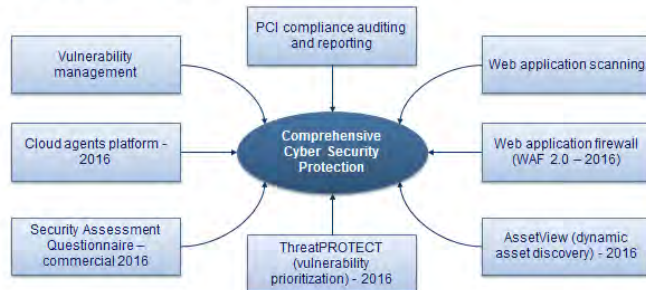 PCI compliance auditing
and reporting
Vulnerability
management
Web application scanning
Cloud agents platform -
2016
Comprehensive
Cyber Security
Protection
Web application firewall
(WAF 2.0 – 2016)
Security Assessment
Questionnaire –
commercial 2016
ThreatPROTECT
(vulnerability
prioritization) - 2016
AssetView (dynamic
asset discovery) - 2016